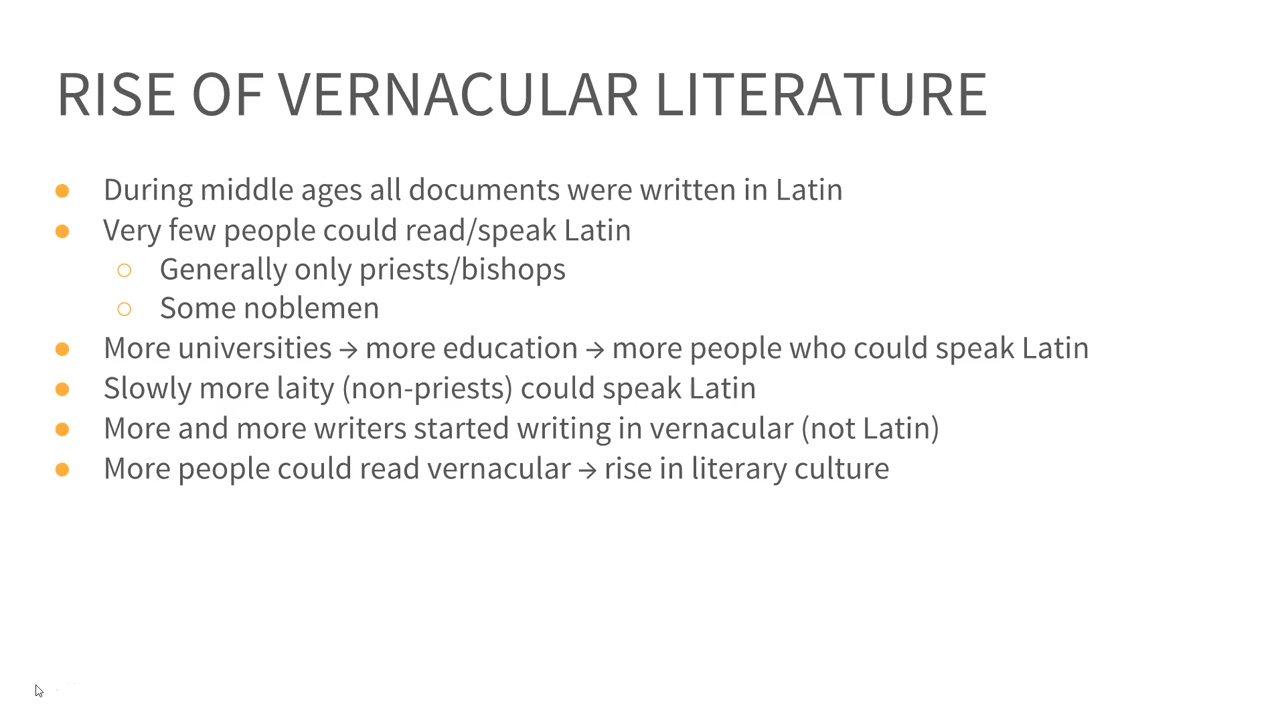 RISE OF VERNACULAR LITERATURE
● During middle ages all documents were written in Latin
● Very few people could read/speak Latin
○ Generally only priests/bishops
○ Some noblemen
● More universities → more education → more people who could speak Latin
● Slowly more laity (non-priests) could speak Latin
● More and more writers started writing in vernacular (not Latin)
● More people could read vernacular → rise in literary culture